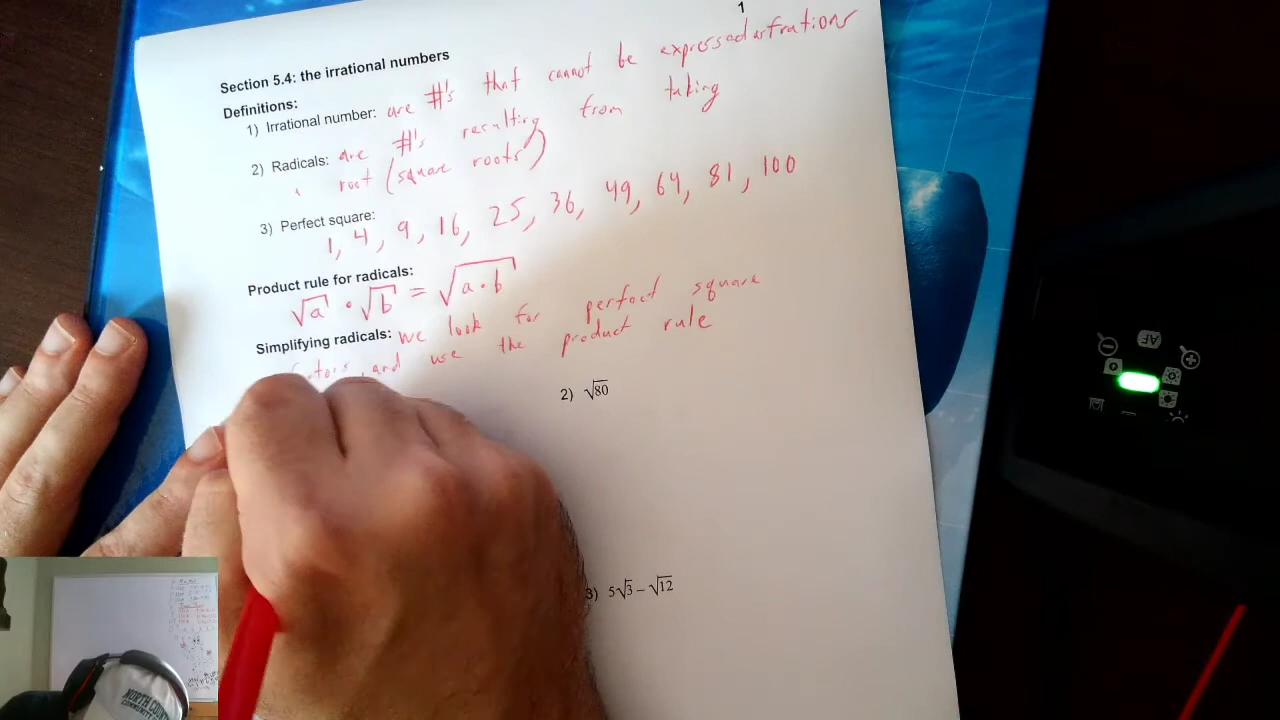 1
Section 5.4: the irrational numbers
Definitions:
1) Irrational number: are #'s that cannot be expressed as frations
2) Radicals: are #'s resulting from taking
root (square roots)
3) Perfect square:
1, 4, 9, 16, 25, 36, 49, 64, 81, 100
Product rule for radicals:
√a · √b = √a·b
Simplifying radicals: we look for perfect square
and use the product rule
2) √80
3) 5√3 − √12
NORTH
COMMUNITY